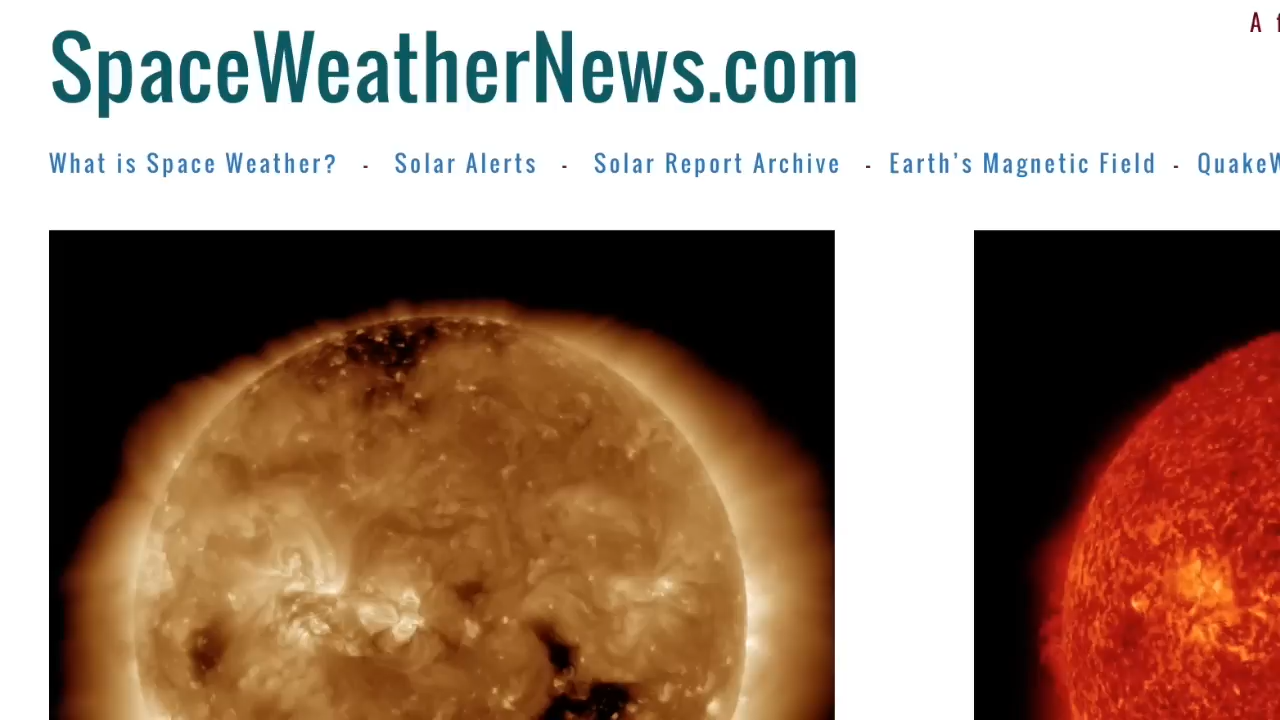 A
SpaceWeatherNews.com
What is Space Weather? - Solar Alerts - Solar Report Archive - Earth's Magnetic Field -